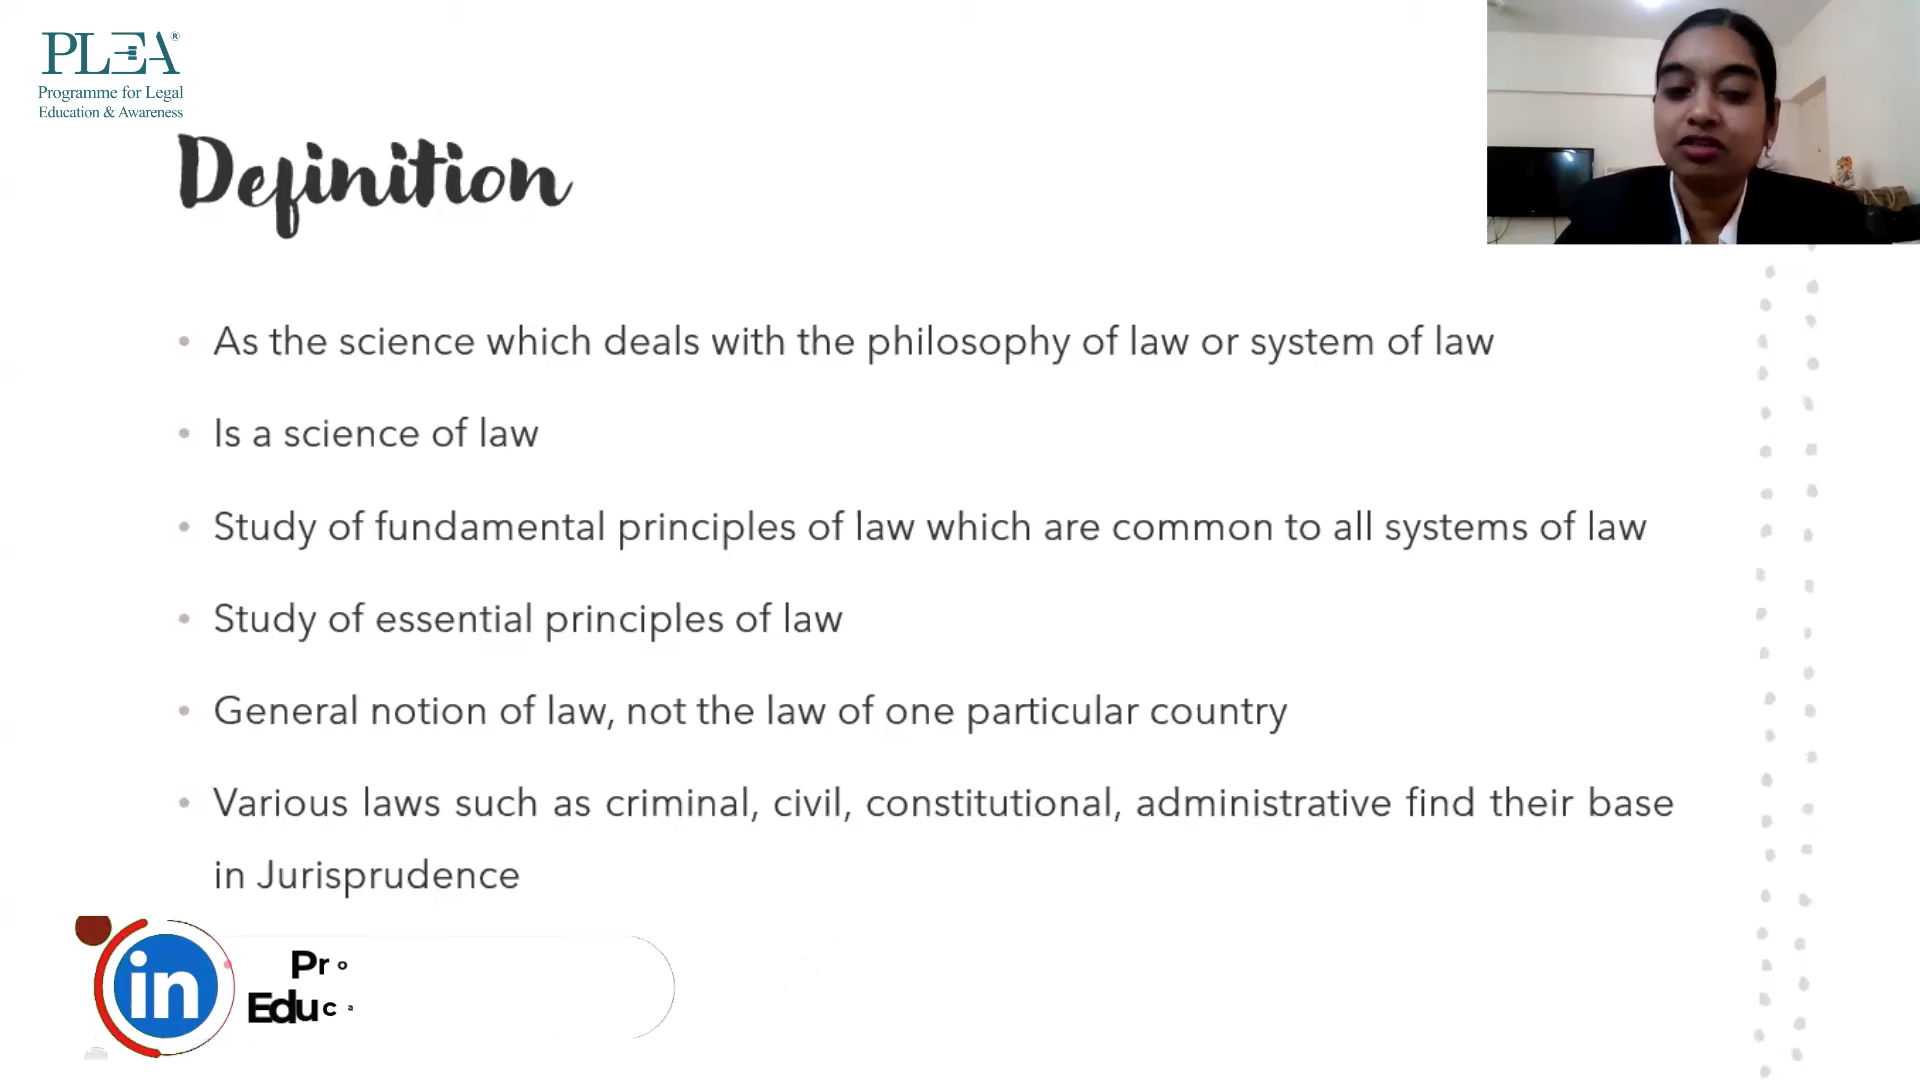 PLEA®
Programme for Legal
Education & Awareness
Definition
• As the science which deals with the philosophy of law or system of law
• Is a science of law
• Study of fundamental principles of law which are common to all systems of law
• Study of essential principles of law
• General notion of law, not the law of one particular country
• Various laws such as criminal, civil, constitutional, administrative find their base
in Jurisprudence
in
Pro
Educa